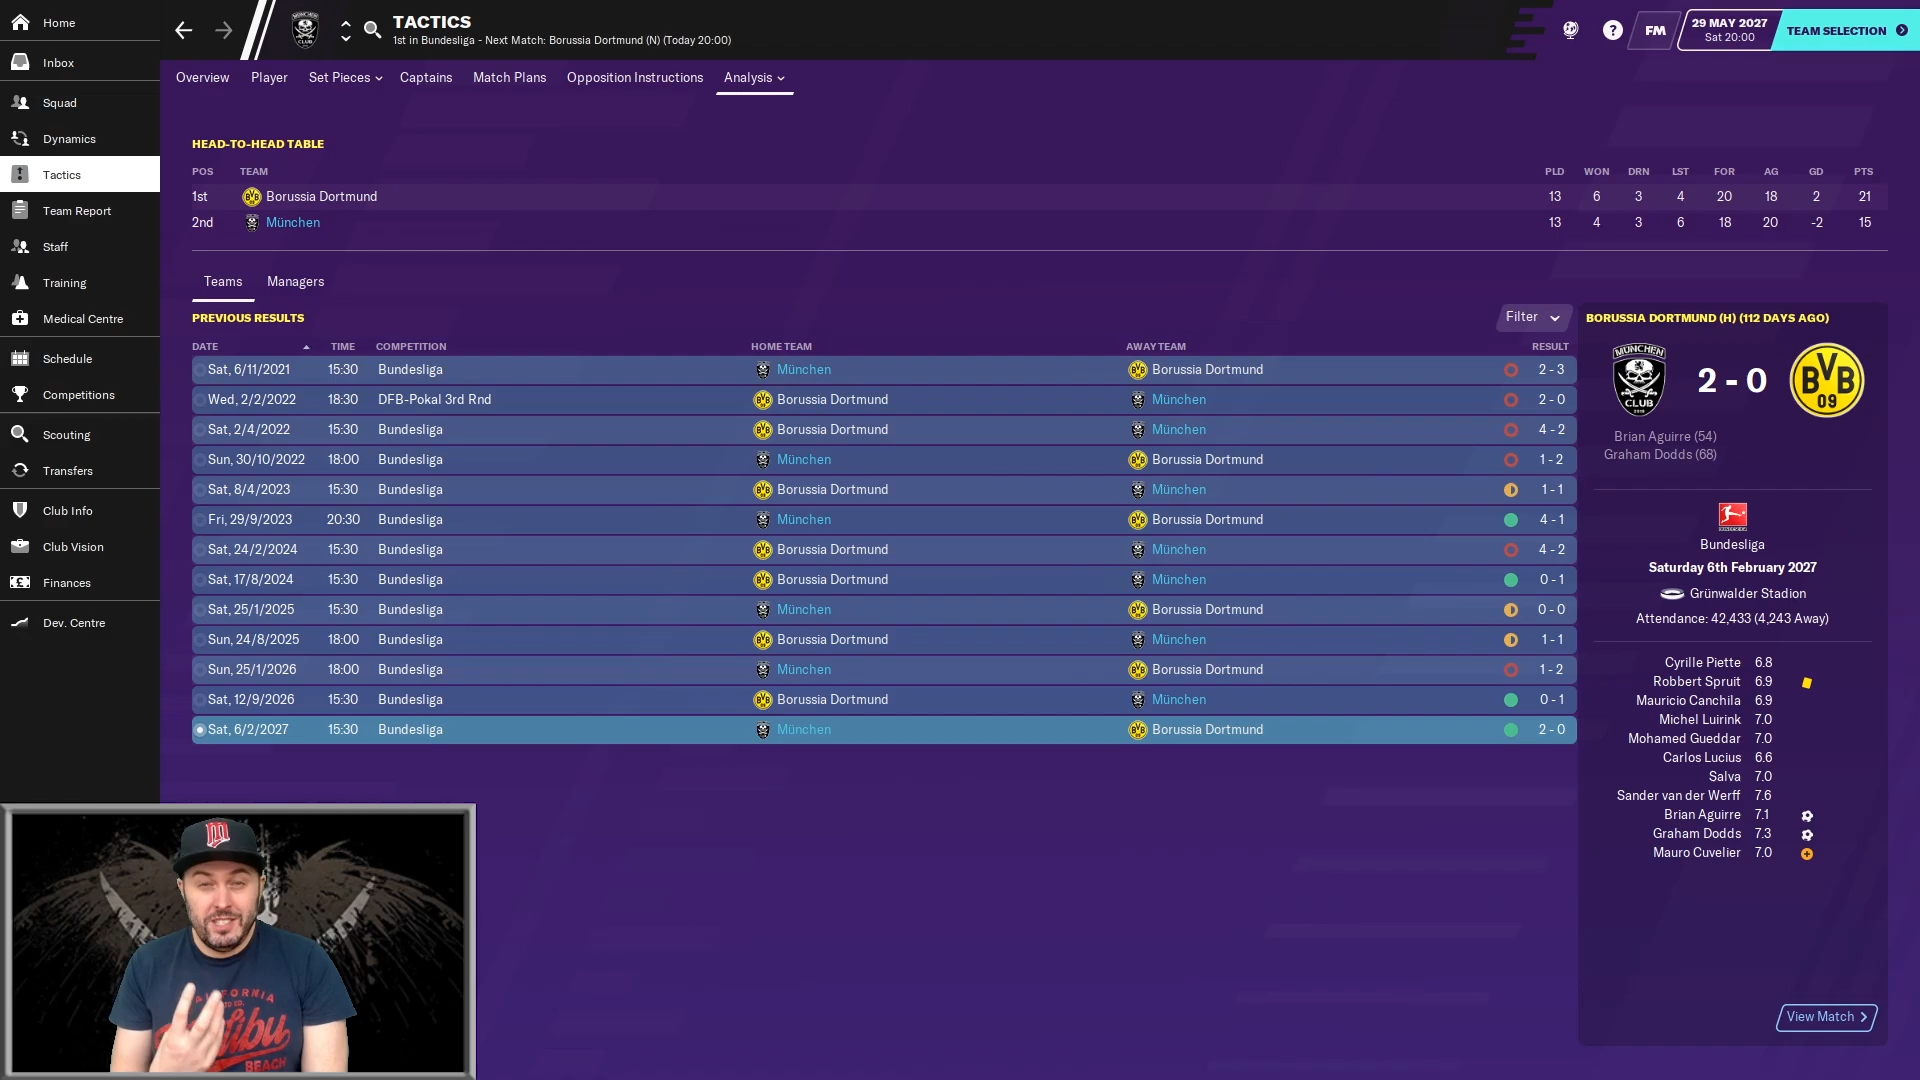 Home
Inbox
Squad
Dynamics
Tactics
Team Report
Staff
Training
Medical Centre
Schedule
Competitions
Scouting
Transfers
Club Info
Club Vision
Finances
Dev. Centre
TACTICS
1st in Bundesliga - Next Match: Borussia Dortmund (N) (Today 20:00)
?
FM
29 MAY 2027
Sat 20:00
TEAM SELECTION
Overview Player Set Pieces Captains Match Plans Opposition Instructions Analysis
HEAD-TO-HEAD TABLE
POS TEAM PLD WON DRN LST FOR AG GD PTS
1st Borussia Dortmund 13 6 3 4 20 18 2 21
2nd München 13 4 3 6 18 20 -2 15
Teams Managers
PREVIOUS RESULTS
Filter
DATE TIME COMPETITION HOME TEAM AWAY TEAM RESULT
Sat, 6/11/2021 15:30 Bundesliga München Borussia Dortmund 2 - 3
Wed, 2/2/2022 18:30 DFB-Pokal 3rd Rnd Borussia Dortmund München 2 - 0
Sat, 2/4/2022 15:30 Bundesliga Borussia Dortmund München 4 - 2
Sun, 30/10/2022 18:00 Bundesliga München Borussia Dortmund 1 - 2
Sat, 8/4/2023 15:30 Bundesliga Borussia Dortmund München 1 - 1
Fri, 29/9/2023 20:30 Bundesliga München Borussia Dortmund 4 - 1
Sat, 24/2/2024 15:30 Bundesliga Borussia Dortmund München 4 - 2
Sat, 17/8/2024 15:30 Bundesliga Borussia Dortmund München 0 - 1
Sat, 25/1/2025 15:30 Bundesliga München Borussia Dortmund 0 - 0
Sun, 24/8/2025 18:00 Bundesliga Borussia Dortmund München 1 - 1
Sun, 25/1/2026 18:00 Bundesliga München Borussia Dortmund 1 - 2
Sat, 12/9/2026 15:30 Bundesliga Borussia Dortmund München 0 - 1
Sat, 6/2/2027 15:30 Bundesliga München Borussia Dortmund 2 - 0
BORUSSIA DORTMUND (H) (112 DAYS AGO)
MÜNCHEN
CLUB
2 - 0
BVB
09
Brian Aguirre (54)
Graham Dodds (68)
Bundesliga
Saturday 6th February 2027
Grünwalder Stadion
Attendance: 42,433 (4,243 Away)
Cyrille Piette 6.8
Robbert Spruit 6.9
Mauricio Canchila 6.9
Michel Luirink 7.0
Mohamed Gueddar 7.0
Carlos Lucius 6.6
Salva 7.0
Sander van der Werff 7.6
Brian Aguirre 7.1
Graham Dodds 7.3
Mauro Cuvelier 7.0
View Match
BEACH